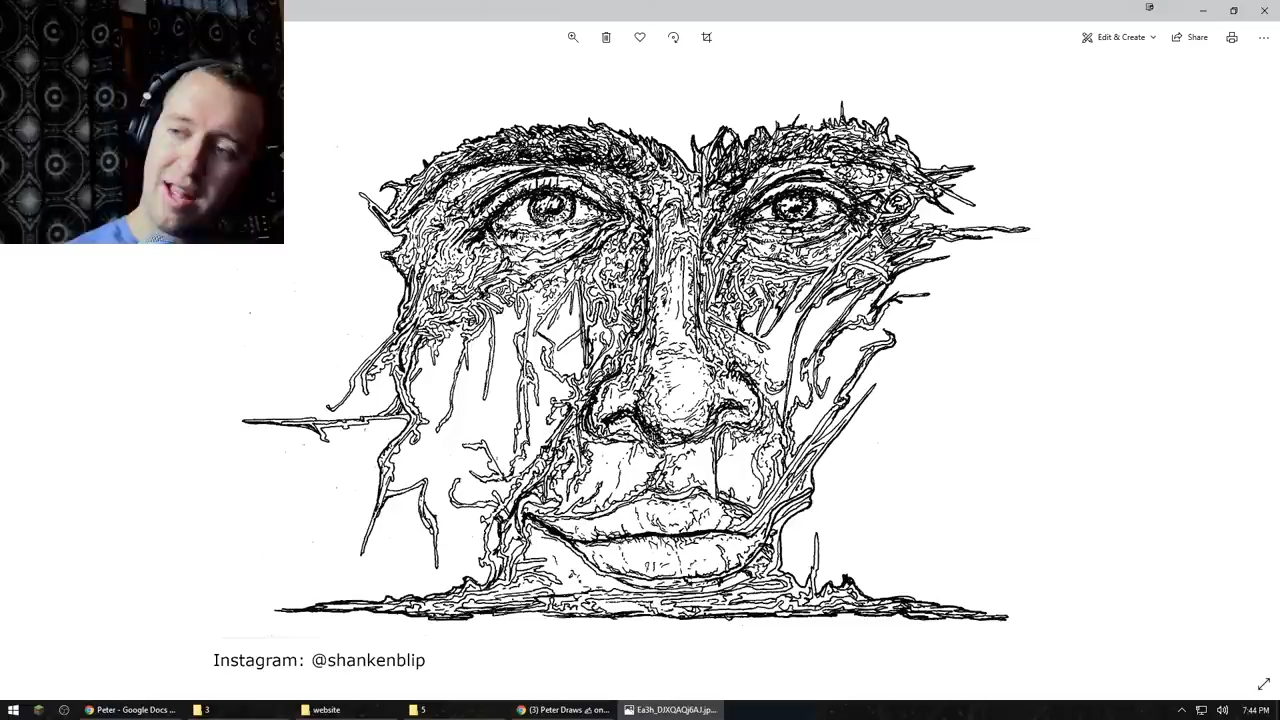 Edit & Create
Share
Instagram: @shankenblip
Peter - Google Docs ...
3
website
5
(3) Peter Draws ✍ on...
Ea3h_DJXQAQj6AJ.jp...
7:44 PM